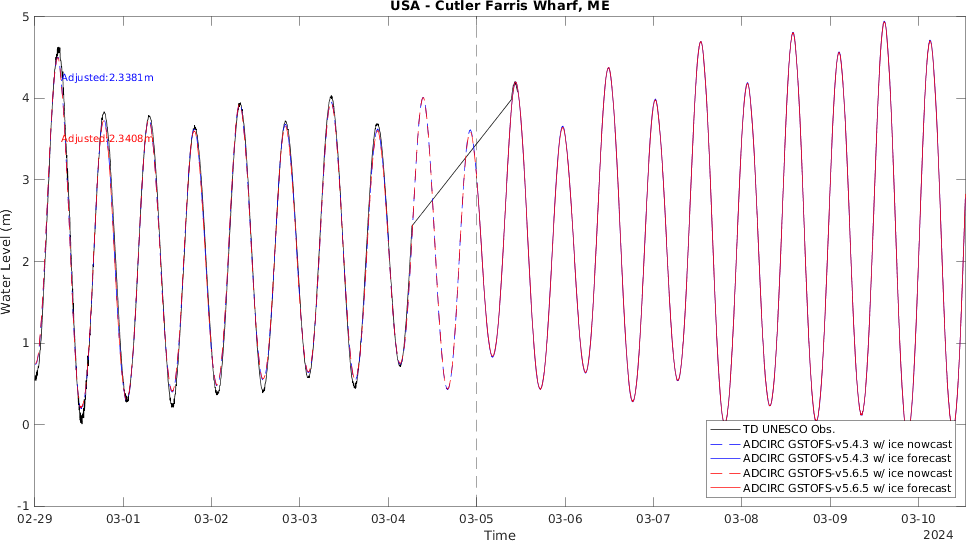 USA - Cutler Farris Wharf, ME
5
Adjusted:2.3381m
4
Adjusted:2.3408m
3
Water Level (m)
2
1
0
TD UNESCO Obs.
ADCIRC GSTOFS-v5.4.3 w/ ice nowcast
ADCIRC GSTOFS-v5.4.3 w/ ice forecast
ADCIRC GSTOFS-v5.6.5 w/ ice nowcast
ADCIRC GSTOFS-v5.6.5 w/ ice forecast
-1
02-29 03-01 03-02 03-03 03-04 03-05 03-06 03-07 03-08 03-09 03-10
Time
2024